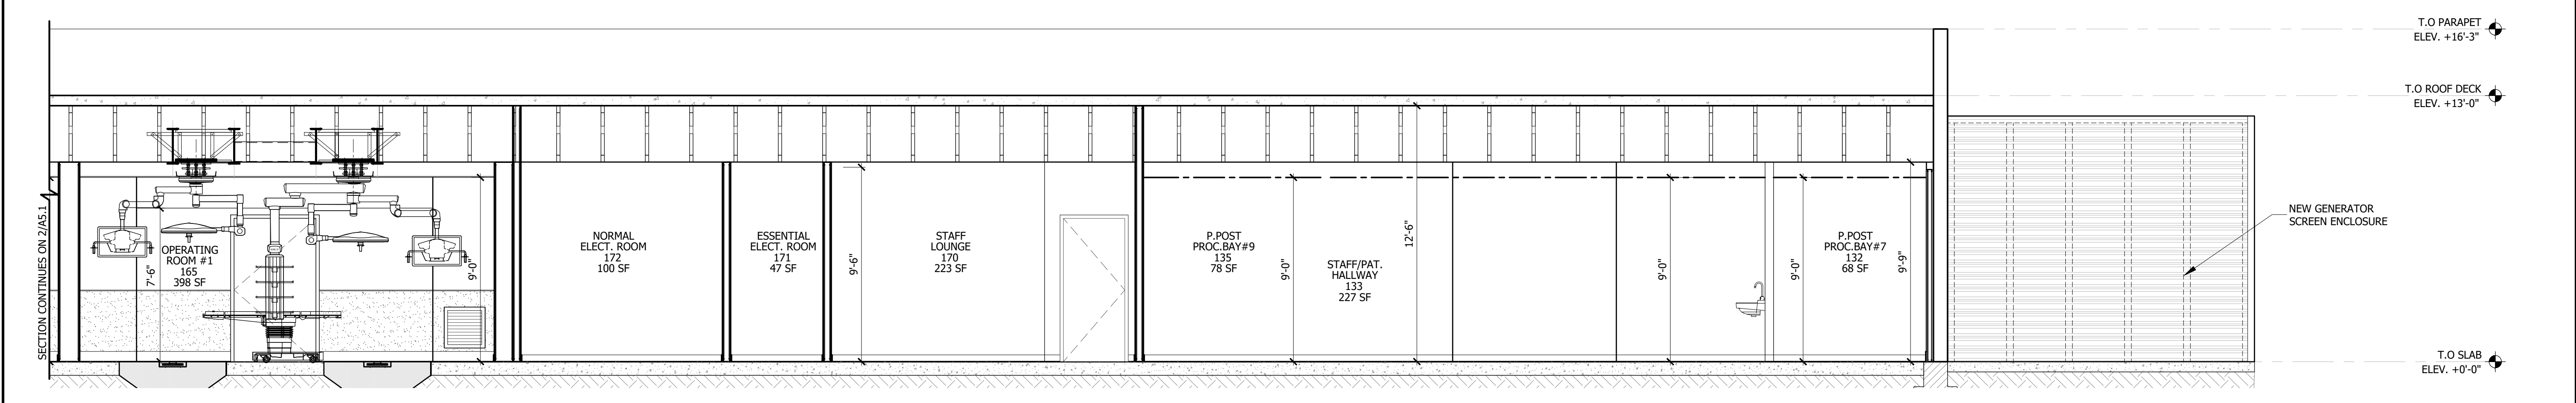 T.O PARAPET
ELEV. +16'-3"
T.O ROOF DECK
ELEV. +13'-0"
SECTION CONTINUES ON 2/A5.1
7'-6"
OPERATING
ROOM #1
165
398 SF
9'-0"
NORMAL
ELECT. ROOM
172
100 SF
ESSENTIAL
ELECT. ROOM
171
47 SF
9'-6"
STAFF
LOUNGE
170
223 SF
P.POST
PROC.BAY#9
135
78 SF
9'-0"
STAFF/PAT.
HALLWAY
133
227 SF
12'-6"
9'-0"
9'-0"
P.POST
PROC.BAY#7
132
68 SF
9'-9"
NEW GENERATOR
SCREEN ENCLOSURE
T.O SLAB
ELEV. +0'-0"